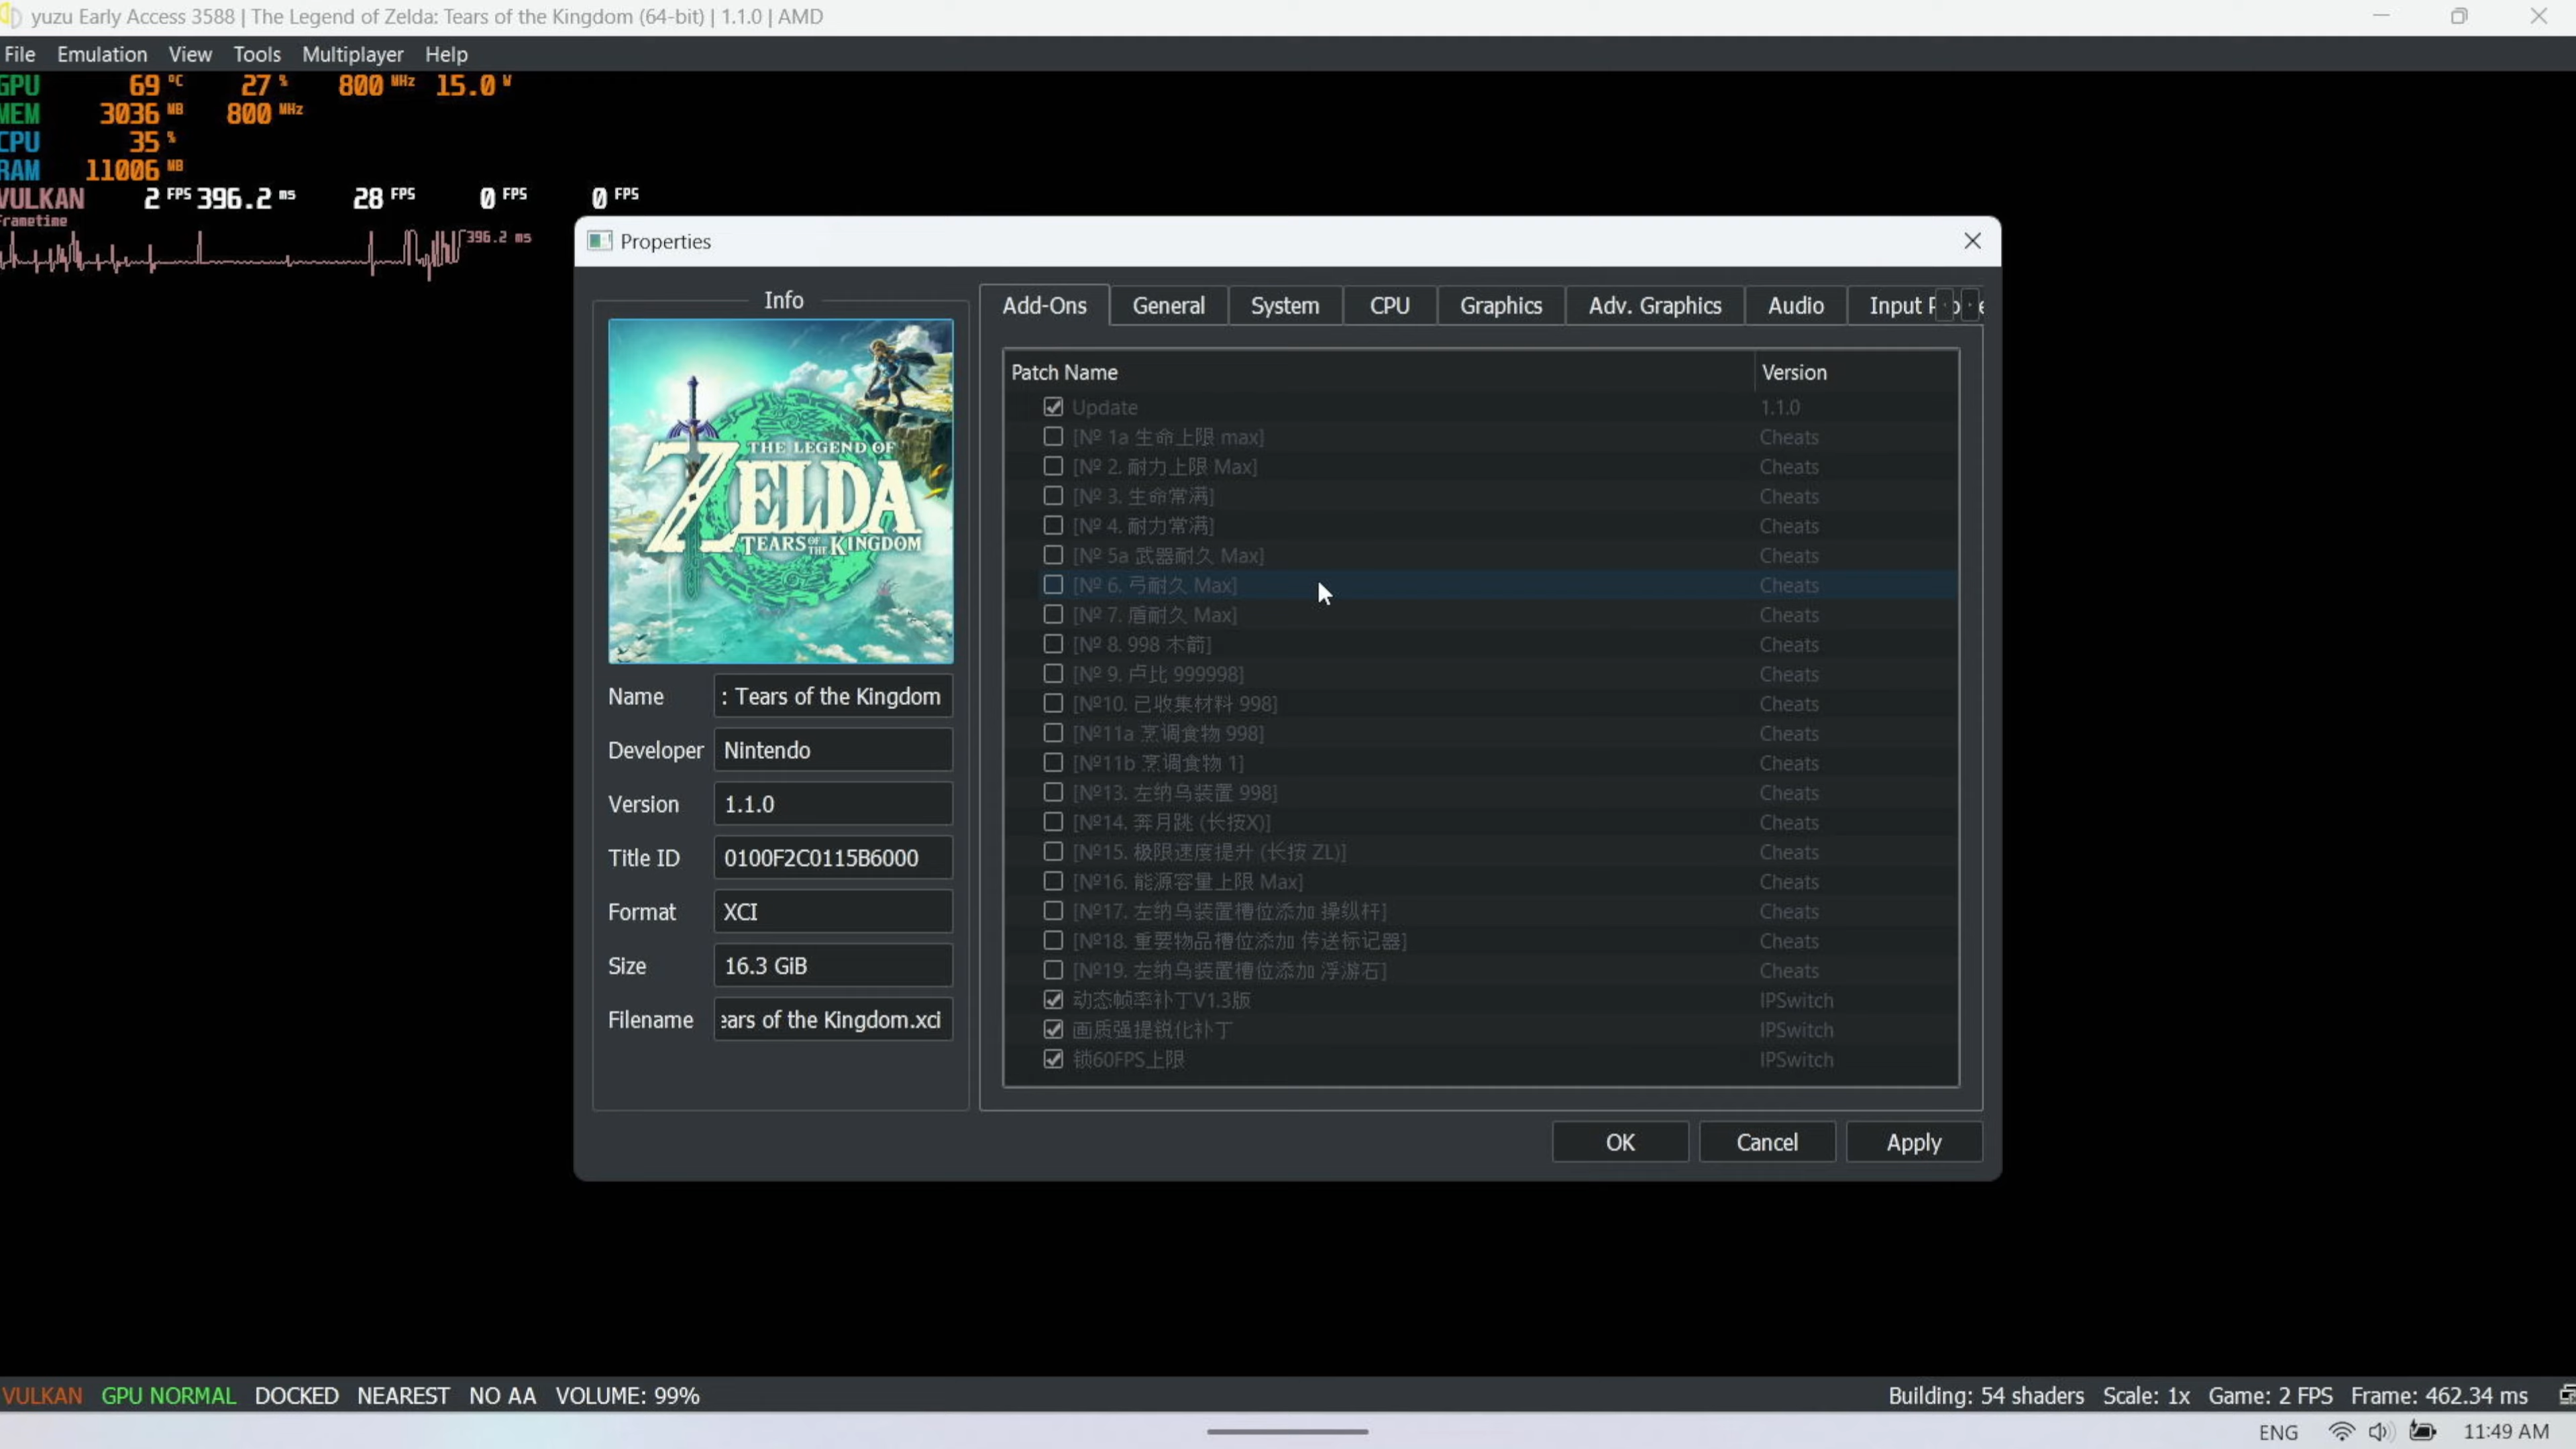 yuzu Early Access 3588 | The Legend of Zelda: Tears of the Kingdom (64-bit) | 1.1.0 | AMD
File Emulation View Tools Multiplayer Help
GPU 69 °C 27 % 800 MHz 15.0 W
MEM 3036 MB 800 MHz
CPU 35 %
RAM 11006 MB
VULKAN 2 FPS 396.2 ms 28 FPS 0 FPS 0 FPS
Frametime
396.2 ms
Properties
Info
THE LEGEND OF
ZELDA
TEARS OF THE KINGDOM
Name : Tears of the Kingdom
Developer Nintendo
Version 1.1.0
Title ID 0100F2C0115B6000
Format XCI
Size 16.3 GiB
Filename ears of the Kingdom.xci
Add-Ons General System CPU Graphics Adv. Graphics Audio Input
Patch Name Version
Update 1.1.0
[№ 1a 生命上限 max] Cheats
[№ 2. 耐力上限 Max] Cheats
[№ 3. 生命常满] Cheats
[№ 4. 耐力常满] Cheats
[№ 5a 武器耐久 Max] Cheats
[№ 6. 弓耐久 Max] Cheats
[№ 7. 盾耐久 Max] Cheats
[№ 8. 998 木箭] Cheats
[№ 9. 卢比 999998] Cheats
[№10. 已收集材料 998] Cheats
[№11a 烹调食物 998] Cheats
[№11b 烹调食物 1] Cheats
[№13. 左纳乌装置 998] Cheats
[№14. 奔月跳 (长按X)] Cheats
[№15. 极限速度提升 (长按 ZL)] Cheats
[№16. 能源容量上限 Max] Cheats
[№17. 左纳乌装置槽位添加 操纵杆] Cheats
[№18. 重要物品槽位添加 传送标记器] Cheats
[№19. 左纳乌装置槽位添加 浮游石] Cheats
动态帧率补丁V1.3版 IPSwitch
画质强提锐化补丁 IPSwitch
锁60FPS上限 IPSwitch
OK Cancel Apply
VULKAN GPU NORMAL DOCKED NEAREST NO AA VOLUME: 99%
Building: 54 shaders Scale: 1x Game: 2 FPS Frame: 462.34 ms
ENG 11:49 AM